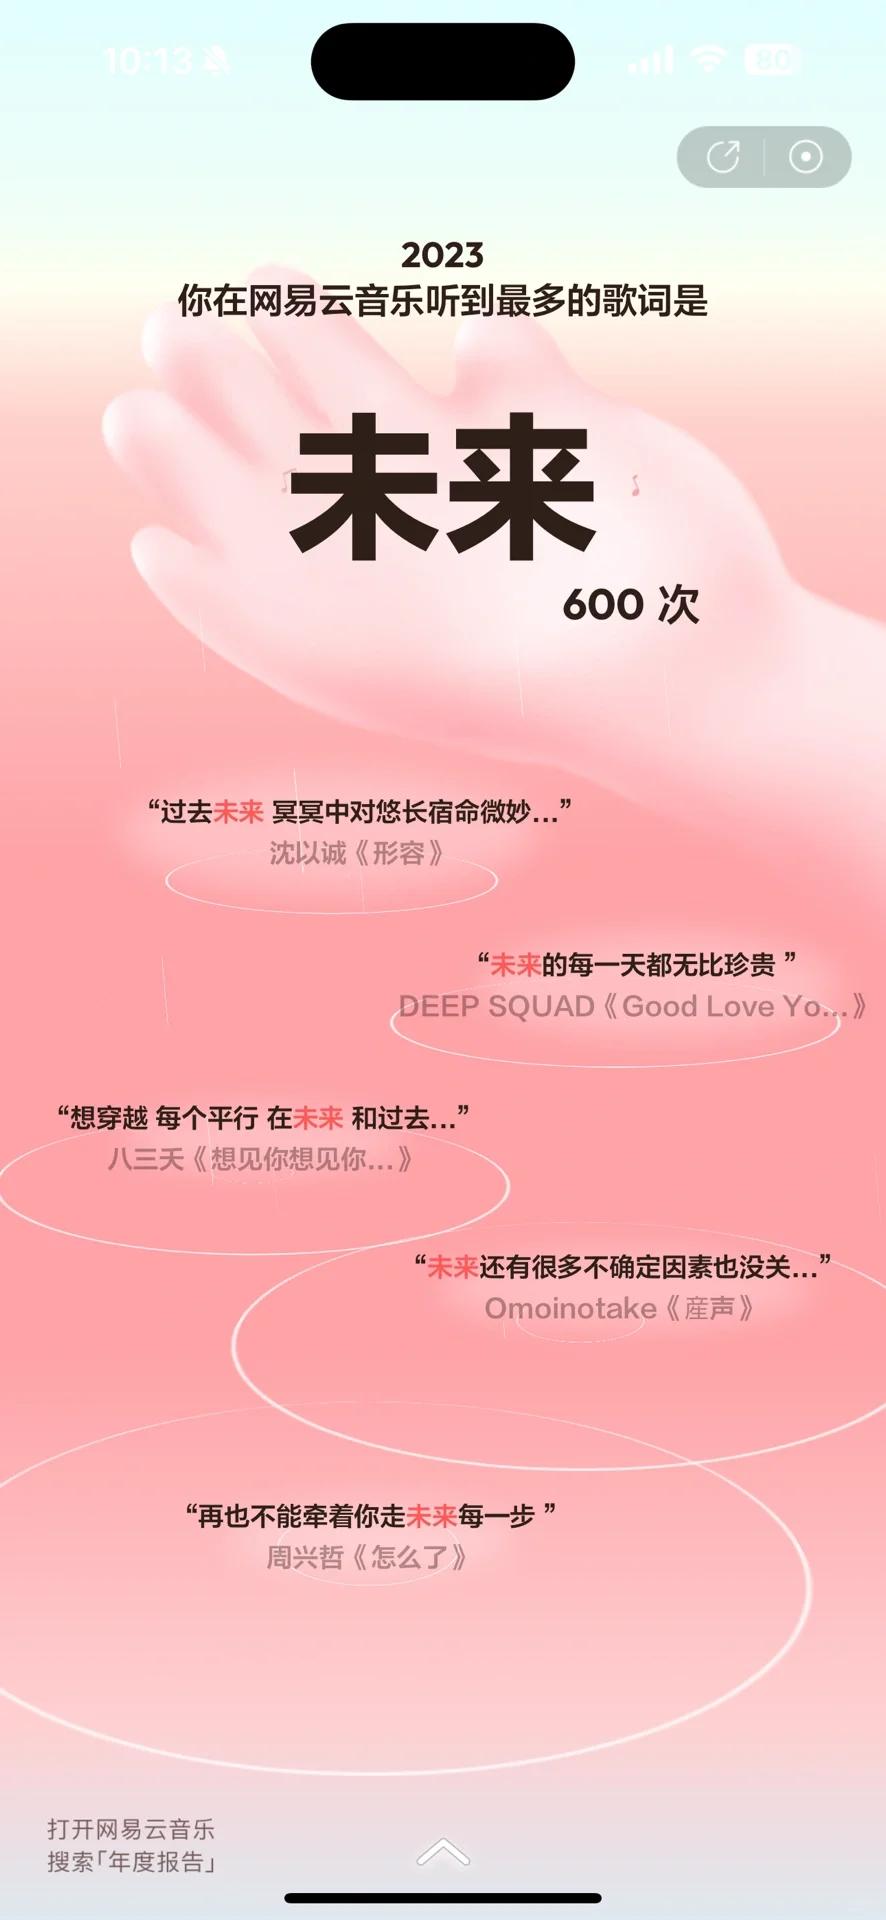 10:13
80
2023
你在网易云音乐听到最多的歌词是
未来
600 次
“过去未来 冥冥中对悠长宿命微妙...”
沈以诚《形容》
“未来的每一天都无比珍贵 ”
DEEP SQUAD《Good Love Yo...》
“想穿越 每个平行 在未来 和过去...”
八三夭《想见你想见你...》
“未来还有很多不确定因素也没关...”
Omoinotake《産声》
“再也不能牵着你走未来每一步 ”
周兴哲《怎么了》
打开网易云音乐
搜索「年度报告」